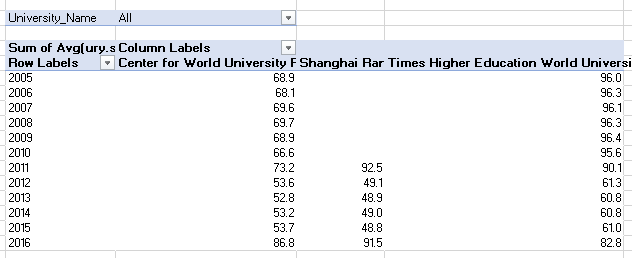 University_Name All
Sum of Avg(ury.s Column Labels
Row Labels Center for World University F Shanghai Rar Times Higher Education World Universi
2005 68.9 96.0
2006 68.1 96.3
2007 69.6 96.1
2008 69.7 96.3
2009 68.9 96.4
2010 66.6 95.6
2011 73.2 92.5 90.1
2012 53.6 49.1 61.3
2013 52.8 48.9 60.8
2014 53.2 49.0 60.8
2015 53.7 48.8 61.0
2016 86.8 91.5 82.8